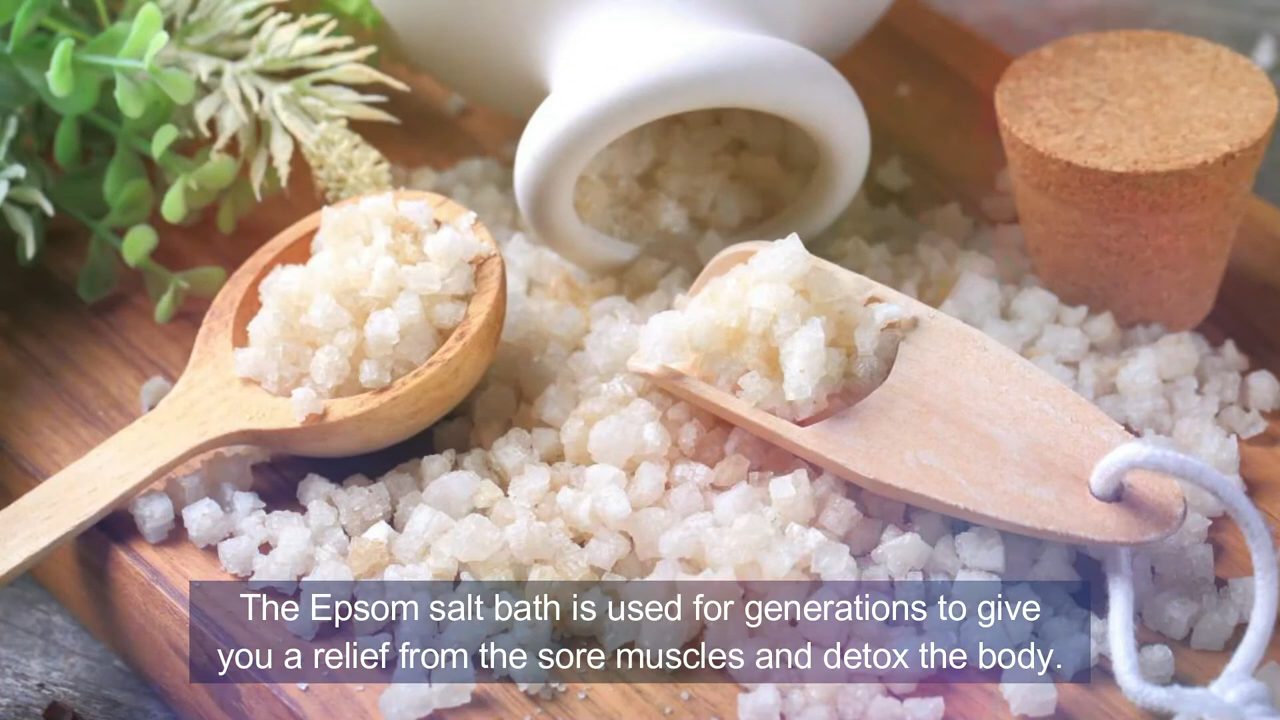 The Epsom salt bath is used for generations to give
you a relief from the sore muscles and detox the body.